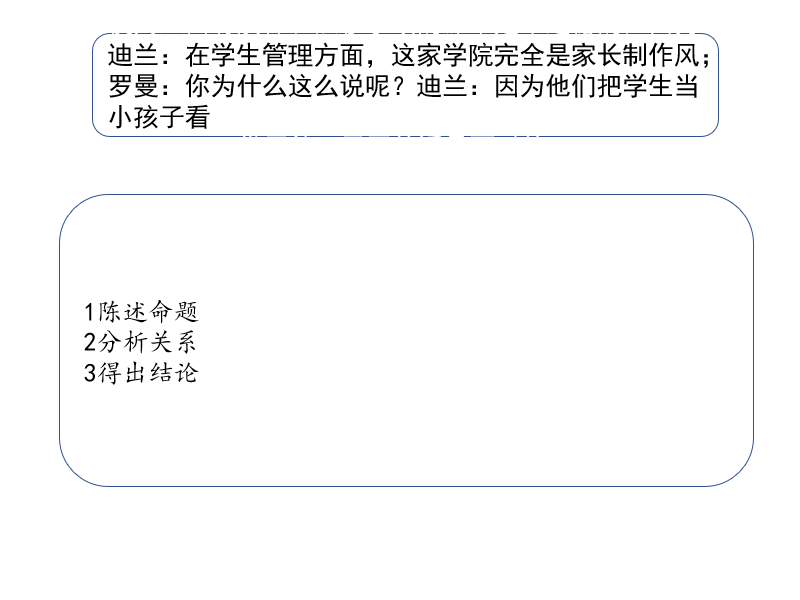 迪兰：在学生管理方面，这家学院完全是家长制作风；
罗曼：你为什么这么说呢？迪兰：因为他们把学生当
小孩子看
1陈述命题
2分析关系
3得出结论